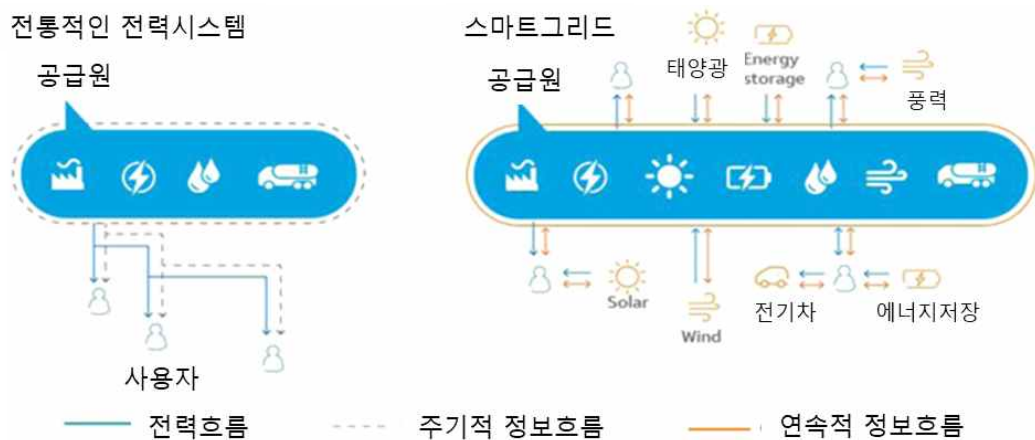 전통적인 전력시스템
공급원
사용자
스마트그리드
공급원
태양광
Energy
storage
풍력
Solar
Wind
전기차
에너지저장
전력흐름
주기적 정보흐름
연속적 정보흐름